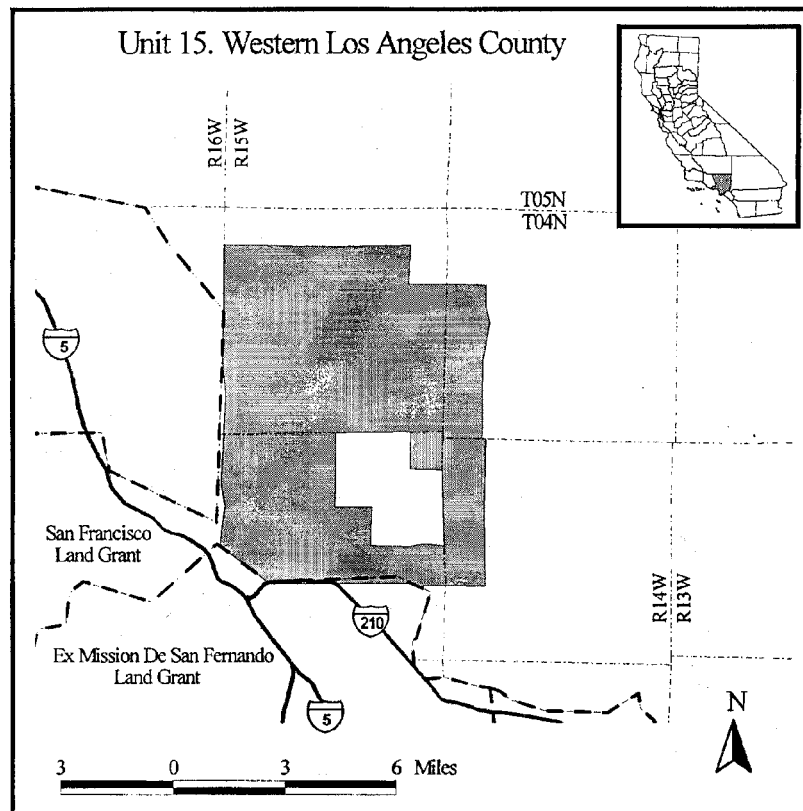 Unit 15. Western Los Angeles County
R16W
R15W
T05N
T04N
5
San Francisco
Land Grant
R14W
R13W
210
Ex Mission De San Fernando
Land Grant
5
N
3 0 3 6 Miles